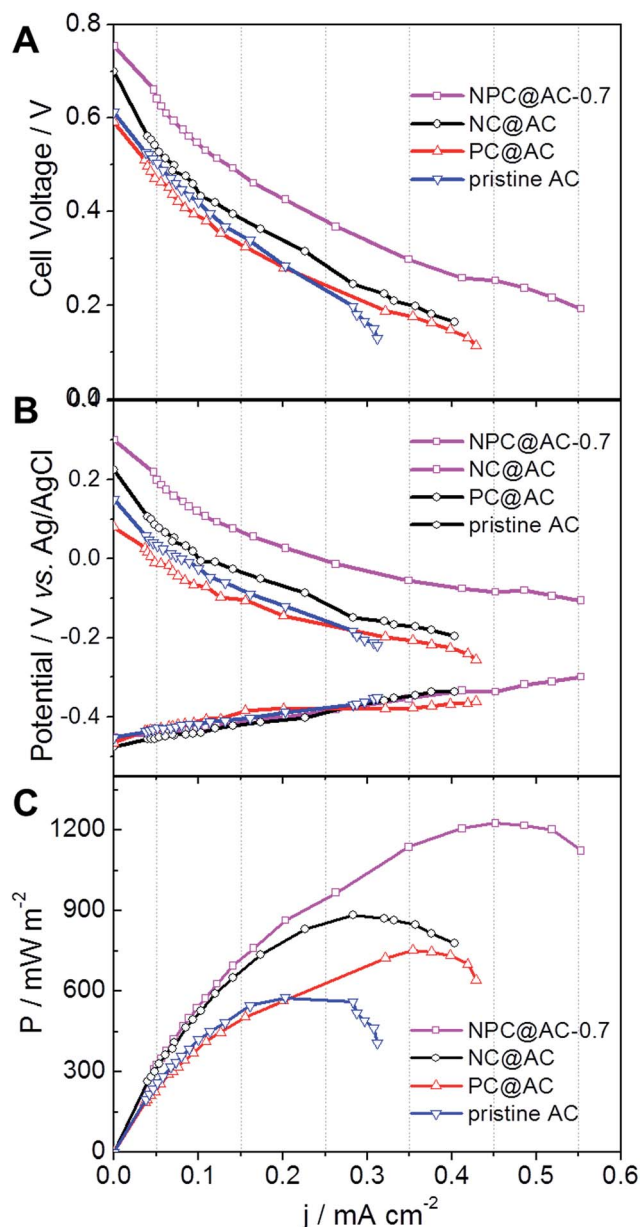 A
0.8
0.6
0.4
0.2
0.0
Cell Voltage / V
NPC@AC-0.7
NC@AC
PC@AC
pristine AC
B
0.4
0.2
0.0
-0.2
-0.4
Potential / V vs. Ag/AgCl
NPC@AC-0.7
NC@AC
PC@AC
pristine AC
C
1200
900
600
300
0
P / mW m⁻²
NPC@AC-0.7
NC@AC
PC@AC
pristine AC
0.0 0.1 0.2 0.3 0.4 0.5 0.6
j / mA cm⁻²